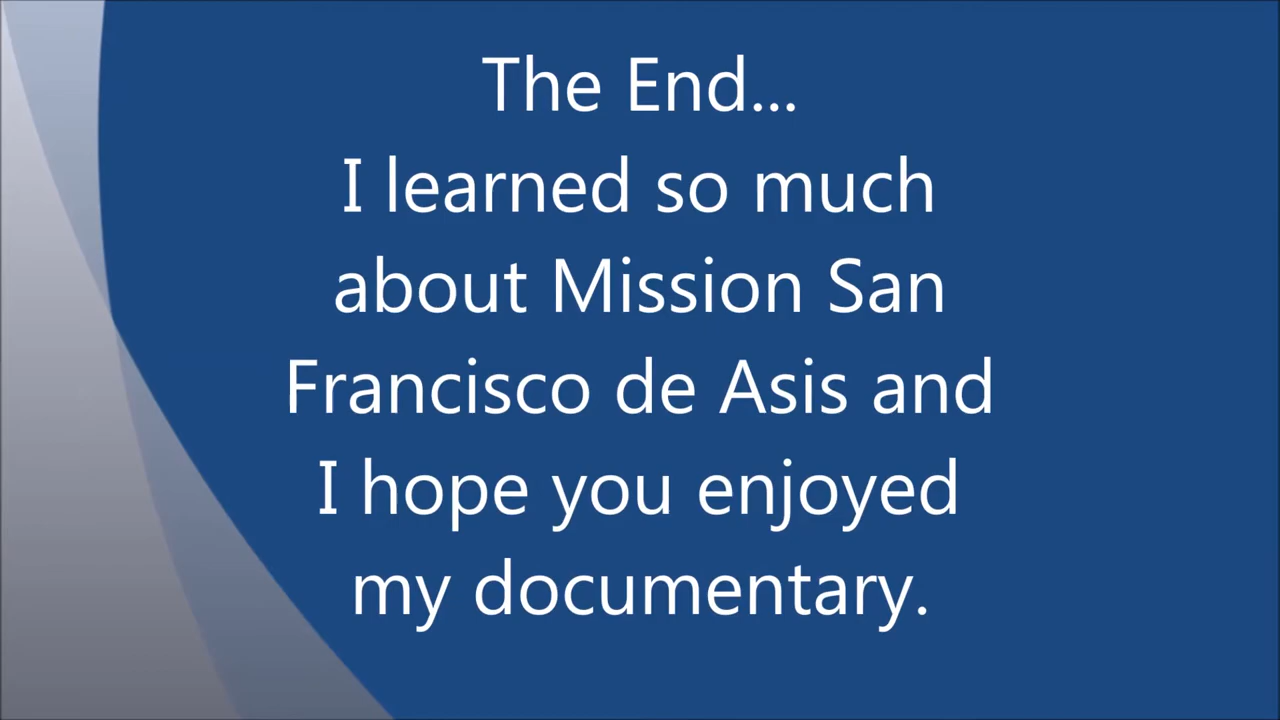 The End...
I learned so much
about Mission San
Francisco de Asis and
I hope you enjoyed
my documentary.